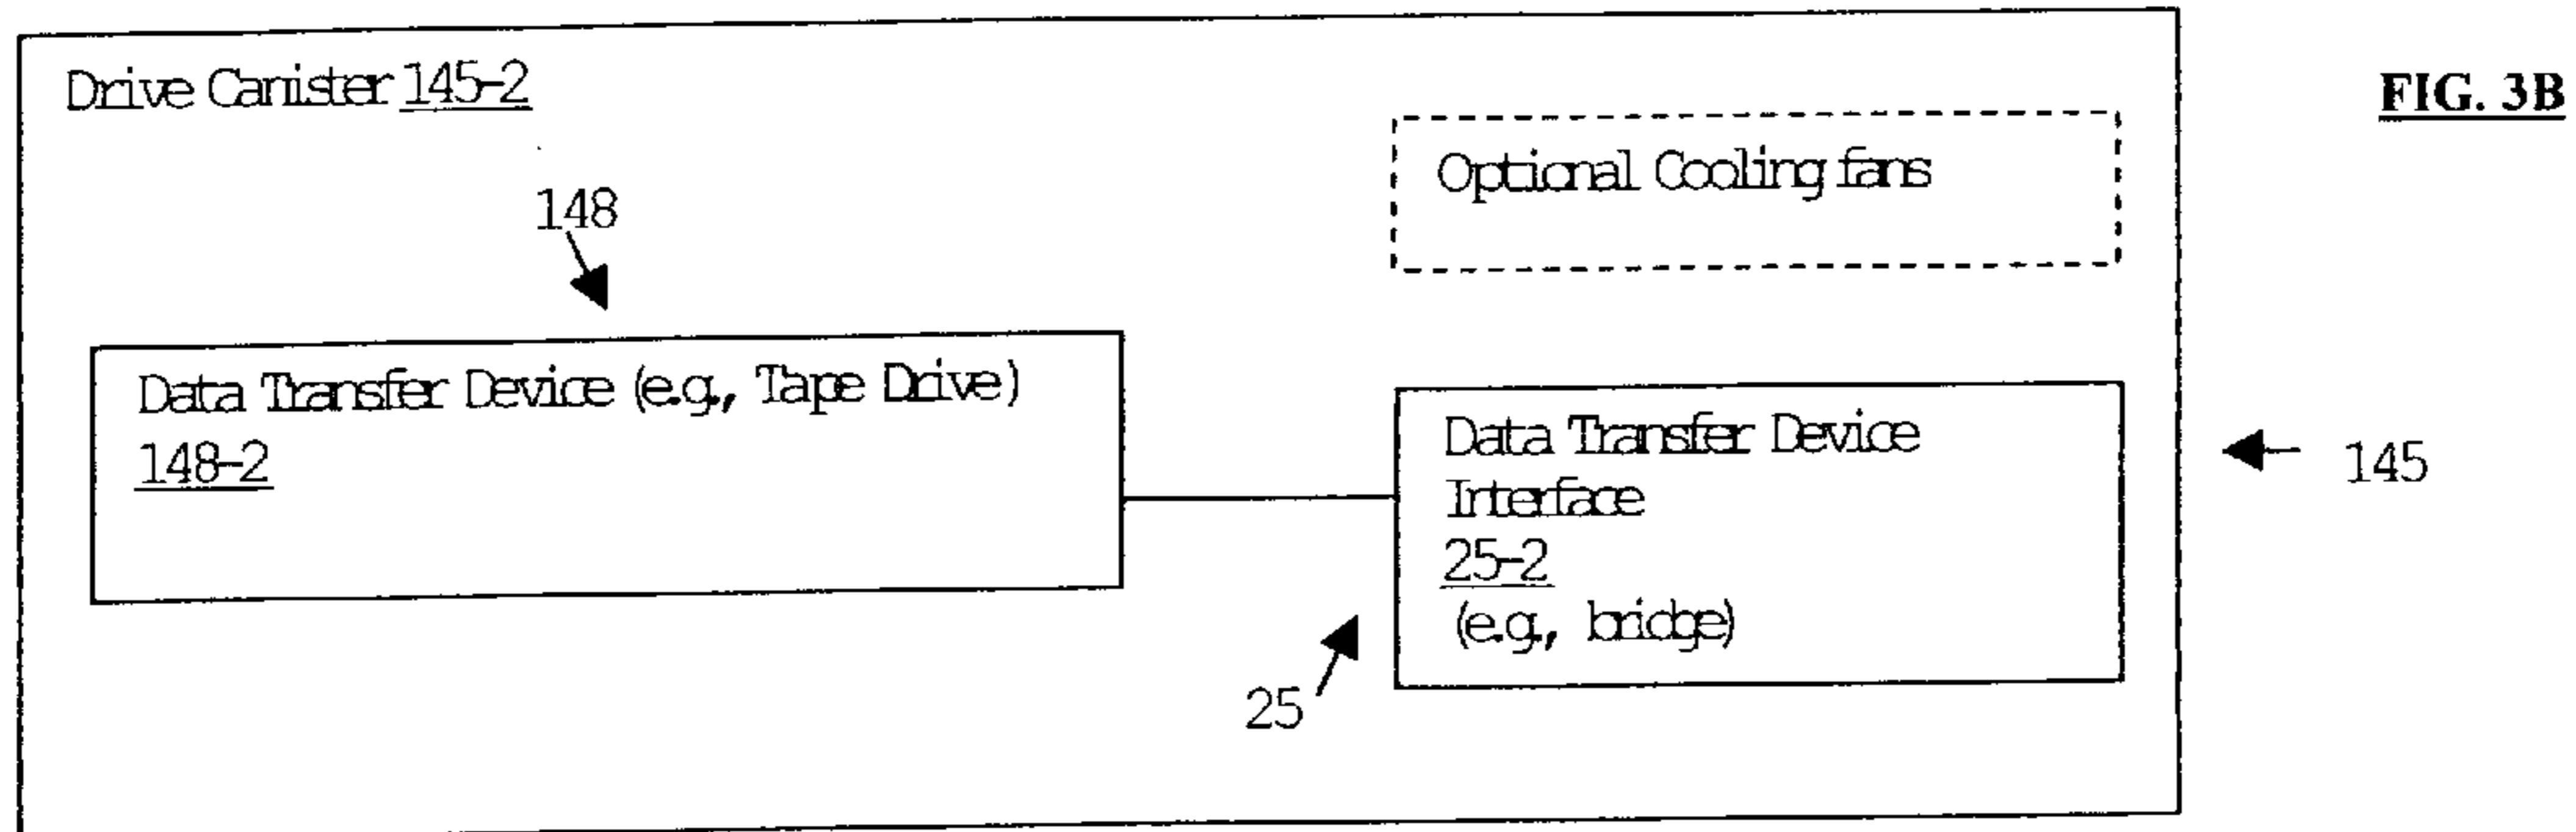 Drive Canister 145-2
FIG. 3B
Optional Cooling fans
148
Data Transfer Device (e.g., Tape Drive)
148-2
Data Transfer Device
Interface
25-2
(e.g., bridge)
145
25